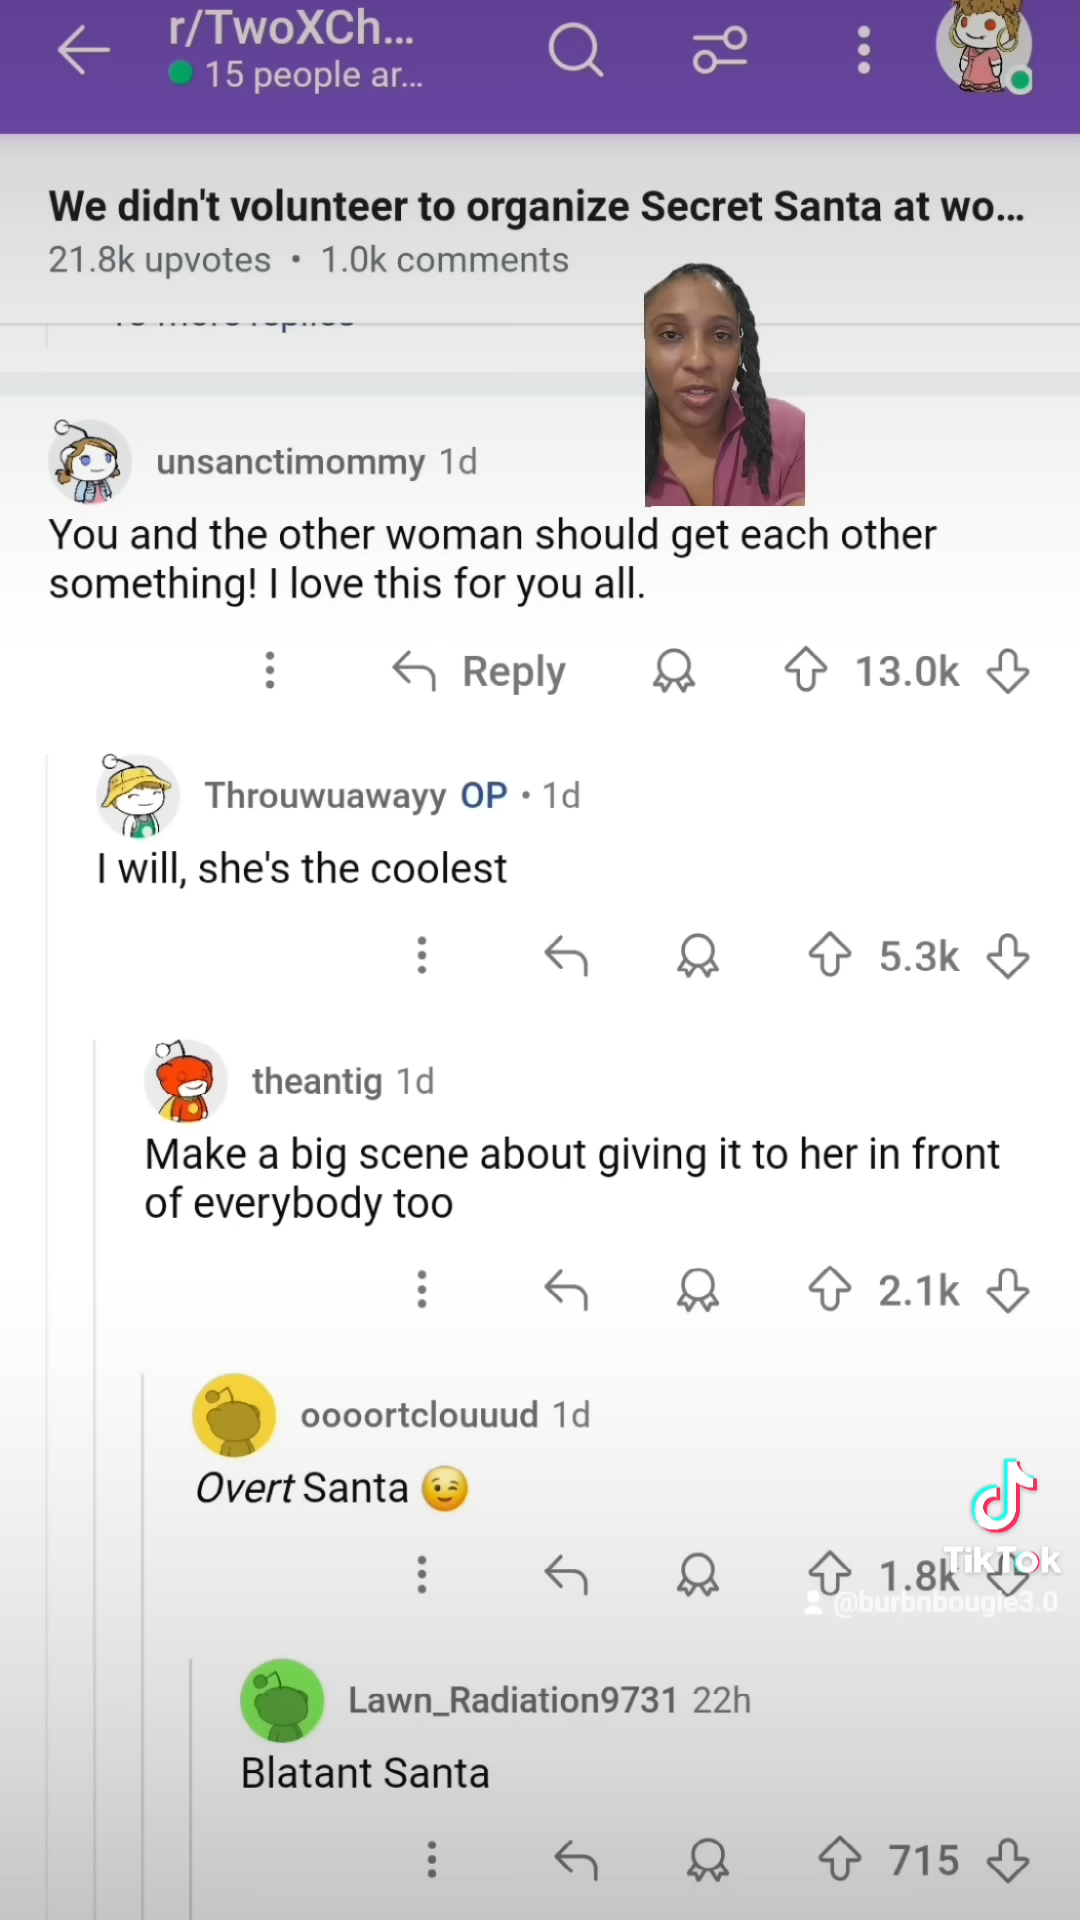 r/TwoXCh...
15 people ar...
We didn't volunteer to organize Secret Santa at wo...
21.8k upvotes • 1.0k comments
unsanctimommy 1d
You and the other woman should get each other
something! I love this for you all.
Reply 13.0k
Throuwuawayy OP • 1d
I will, she's the coolest
5.3k
theantig 1d
Make a big scene about giving it to her in front
of everybody too
2.1k
oooortclouuud 1d
Overt Santa 😉
TikTok
1.8k
@burbnbougie3.0
Lawn_Radiation9731 22h
Blatant Santa
715